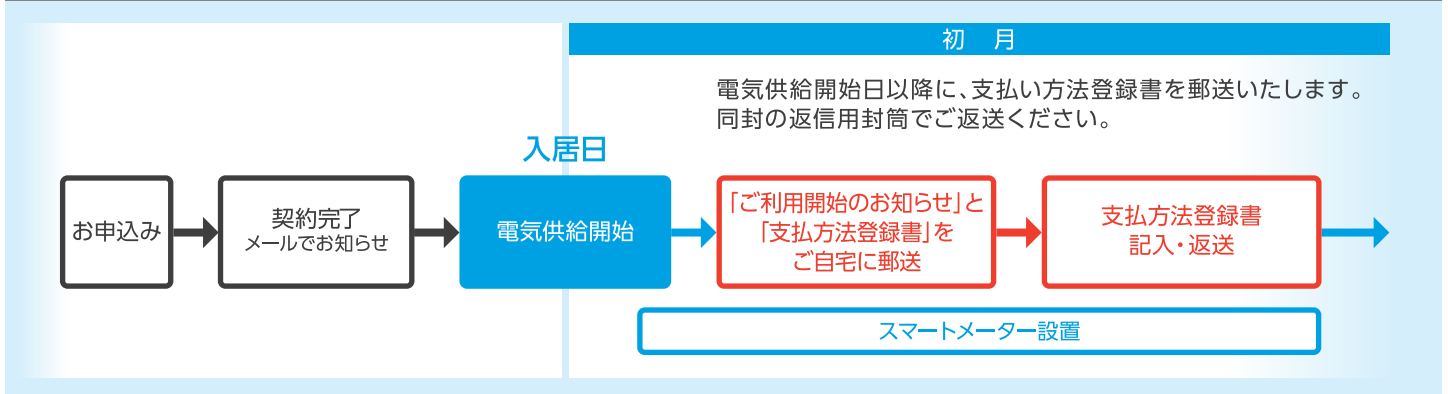 初 月
電気供給開始日以降に、支払い方法登録書を郵送いたします。
同封の返信用封筒でご返送ください。
入居日
お申込み
契約完了
メールでお知らせ
電気供給開始
「ご利用開始のお知らせ」と
「支払方法登録書」を
ご自宅に郵送
支払方法登録書
記入・返送
スマートメーター設置